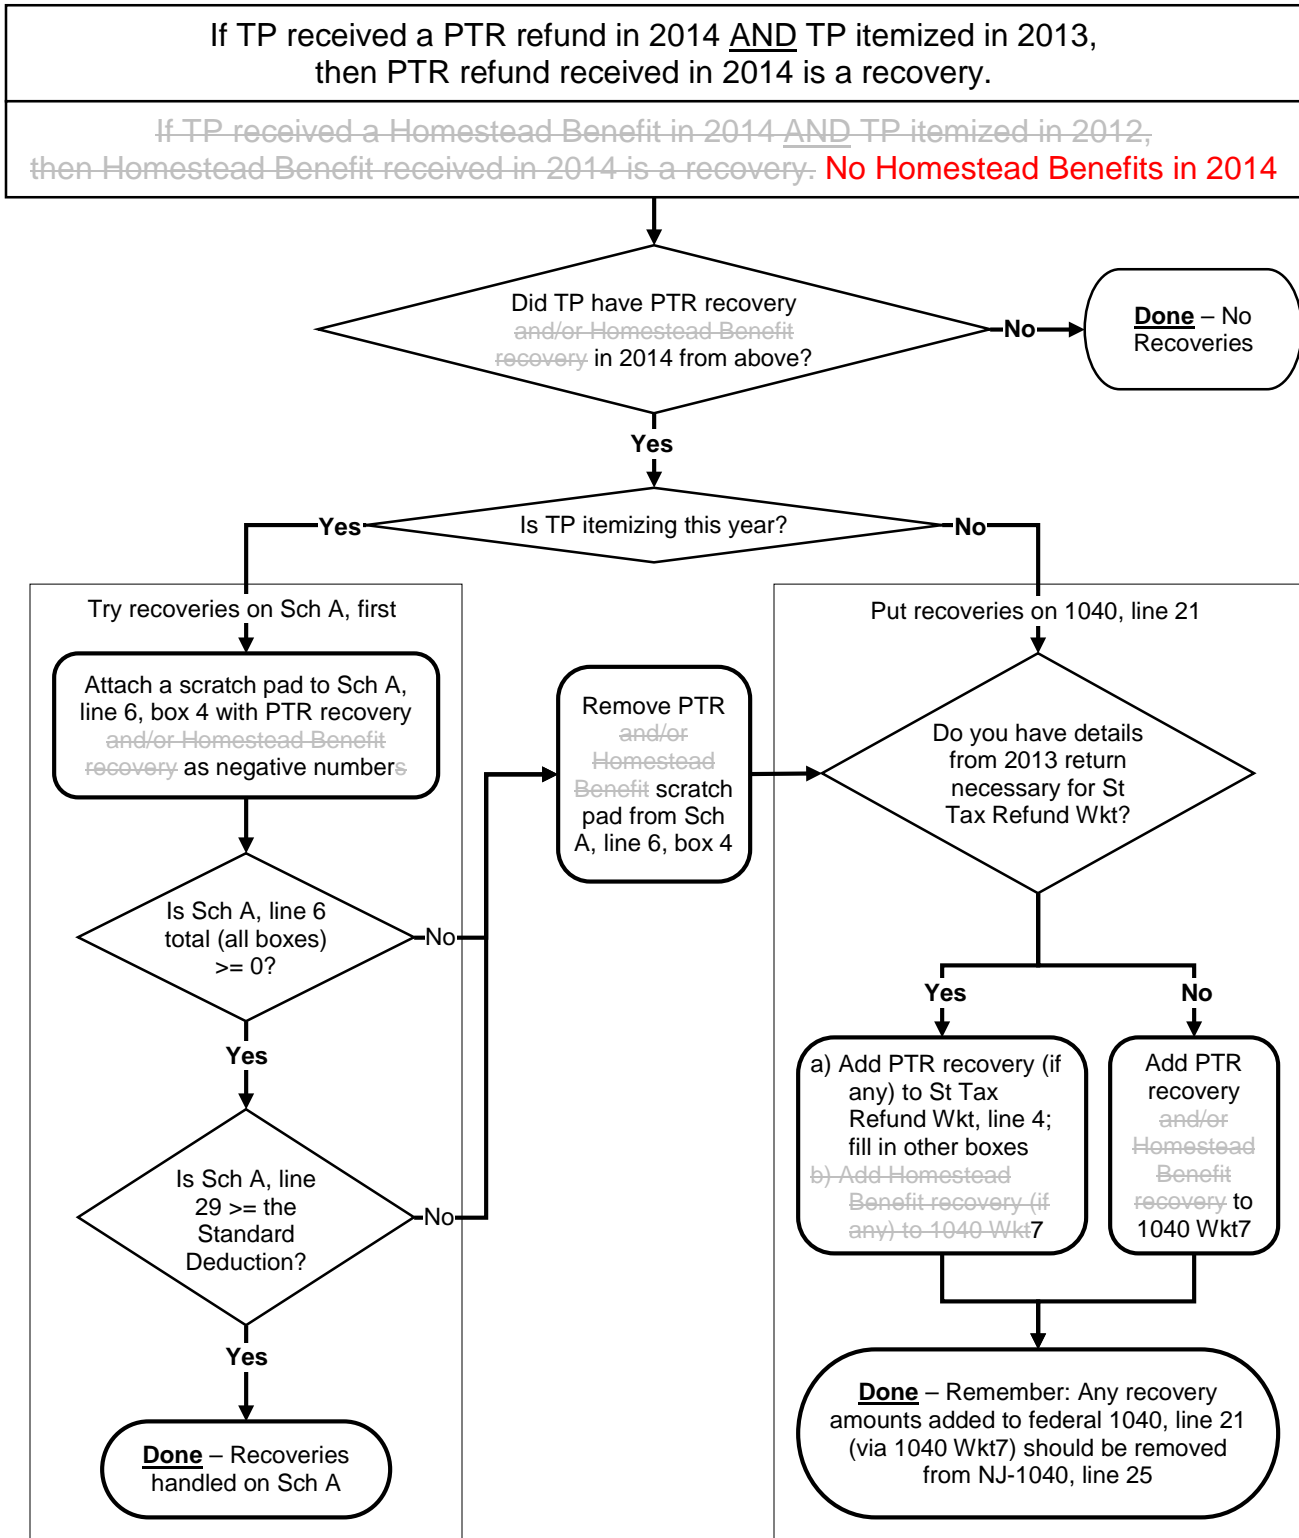 If TP received a PTR refund in 2014 AND TP itemized in 2013,
then PTR refund received in 2014 is a recovery.
If TP received a Homestead Benefit in 2014 AND TP itemized in 2012,
then Homestead Benefit received in 2014 is a recovery. No Homestead Benefits in 2014
Did TP have PTR recovery
and/or Homestead Benefit
recovery in 2014 from above?
No
Done – No
Recoveries
Yes
Is TP itemizing this year?
Yes
No
Try recoveries on Sch A, first
Attach a scratch pad to Sch A,
line 6, box 4 with PTR recovery
and/or Homestead Benefit
recovery as negative numbers
Is Sch A, line 6
total (all boxes)
>= 0?
No
Yes
Is Sch A, line
29 >= the
Standard
Deduction?
No
Yes
Done – Recoveries
handled on Sch A
Remove PTR
and/or
Homestead
Benefit scratch
pad from Sch
A, line 6, box 4
Put recoveries on 1040, line 21
Do you have details
from 2013 return
necessary for St
Tax Refund Wkt?
Yes
No
a) Add PTR recovery (if
any) to St Tax
Refund Wkt, line 4;
fill in other boxes
b) Add Homestead
Benefit recovery (if
any) to 1040 Wkt7
Add PTR
recovery
and/or
Homestead
Benefit
recovery to
1040 Wkt7
Done – Remember: Any recovery
amounts added to federal 1040, line 21
(via 1040 Wkt7) should be removed
from NJ-1040, line 25